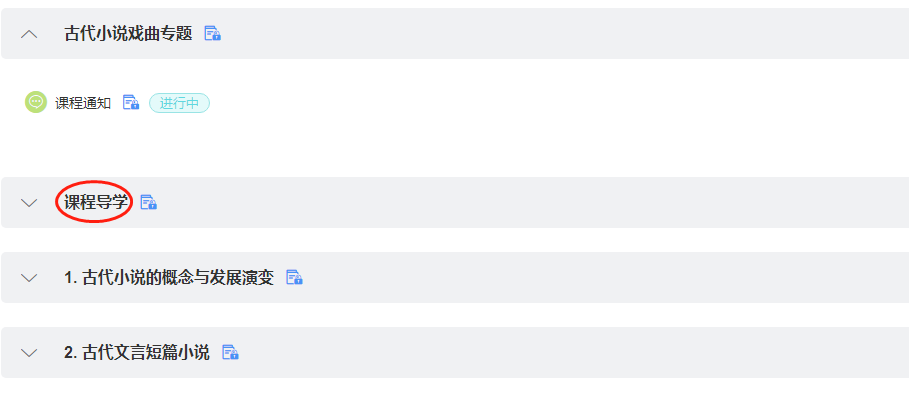 古代小说戏曲专题
课程通知 进行中
课程导学
1. 古代小说的概念与发展演变
2. 古代文言短篇小说